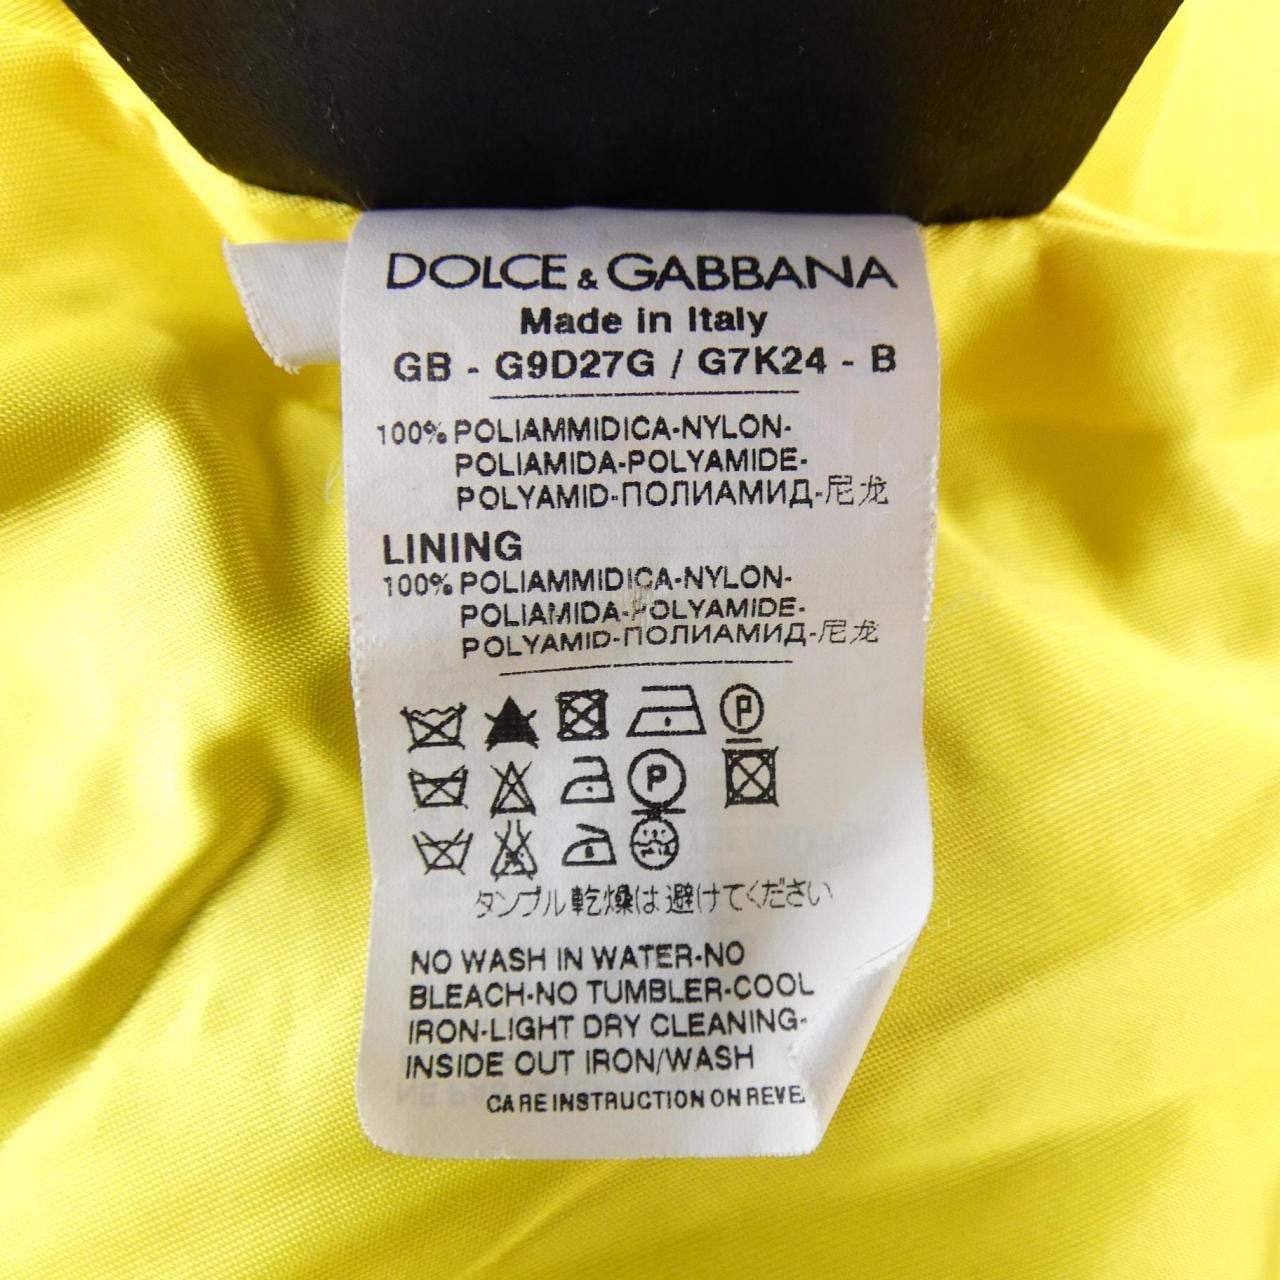 DOLCE & GABBANA
Made in Italy
GB - G9D27G / G7K24 - B
100% POLIAMMIDICA-NYLON-
POLIAMIDA-POLYAMIDE-
POLYAMID-ПОЛИАМИД-尼龙
LINING
100% POLIAMMIDICA-NYLON-
POLIAMIDA-POLYAMIDE-
POLYAMID-ПОЛИАМИД-尼龙
P
P
タンブル乾燥は避けてください
NO WASH IN WATER-NO
BLEACH-NO TUMBLER-COOL
IRON-LIGHT DRY CLEANING-
INSIDE OUT IRON/WASH
CARE INSTRUCTION ON REVE